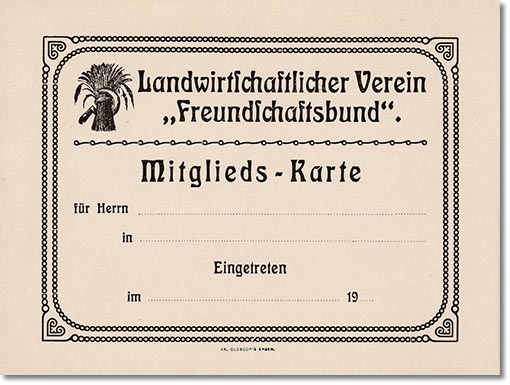 Landwirtschaftlicher Verein
„Freundschaftsbund“.
Mitglieds-Karte
für Herrn
in
Eingetreten
im 19